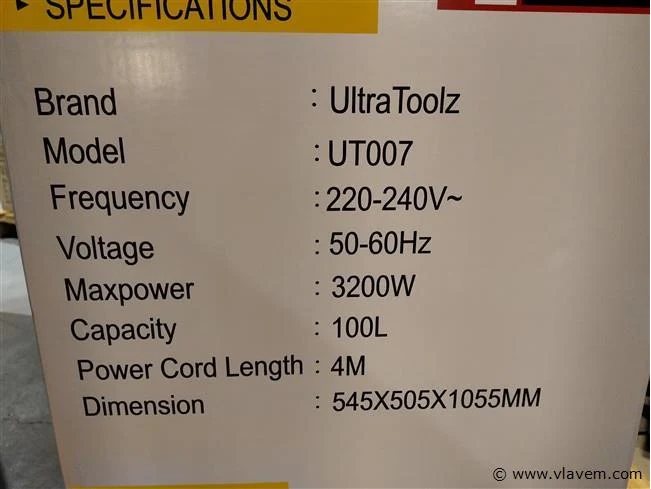 ▸ SPECIFICATIONS
Brand : UltraToolz
Model : UT007
Frequency : 220-240V~
Voltage : 50-60Hz
Maxpower : 3200W
Capacity : 100L
Power Cord Length : 4M
Dimension : 545X505X1055MM
© www.vlavem.com